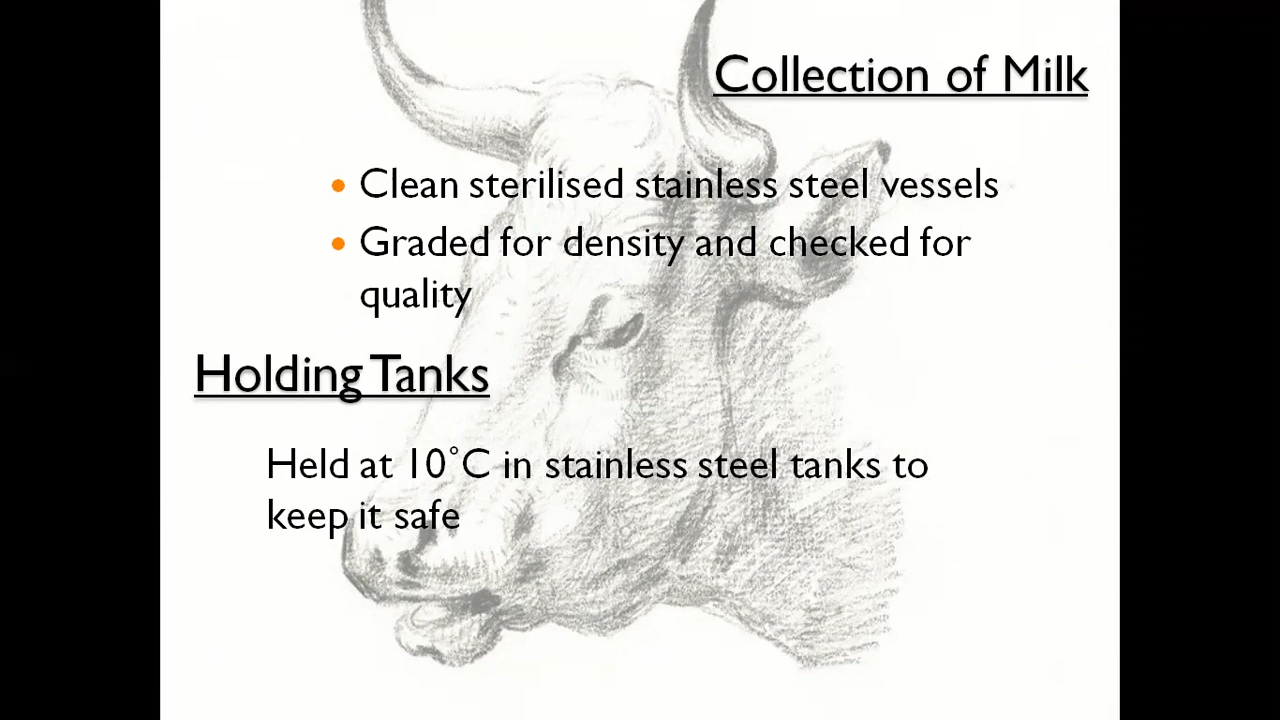 Collection of Milk
• Clean sterilised stainless steel vessels
• Graded for density and checked for
quality
Holding Tanks
Held at 10˚C in stainless steel tanks to
keep it safe